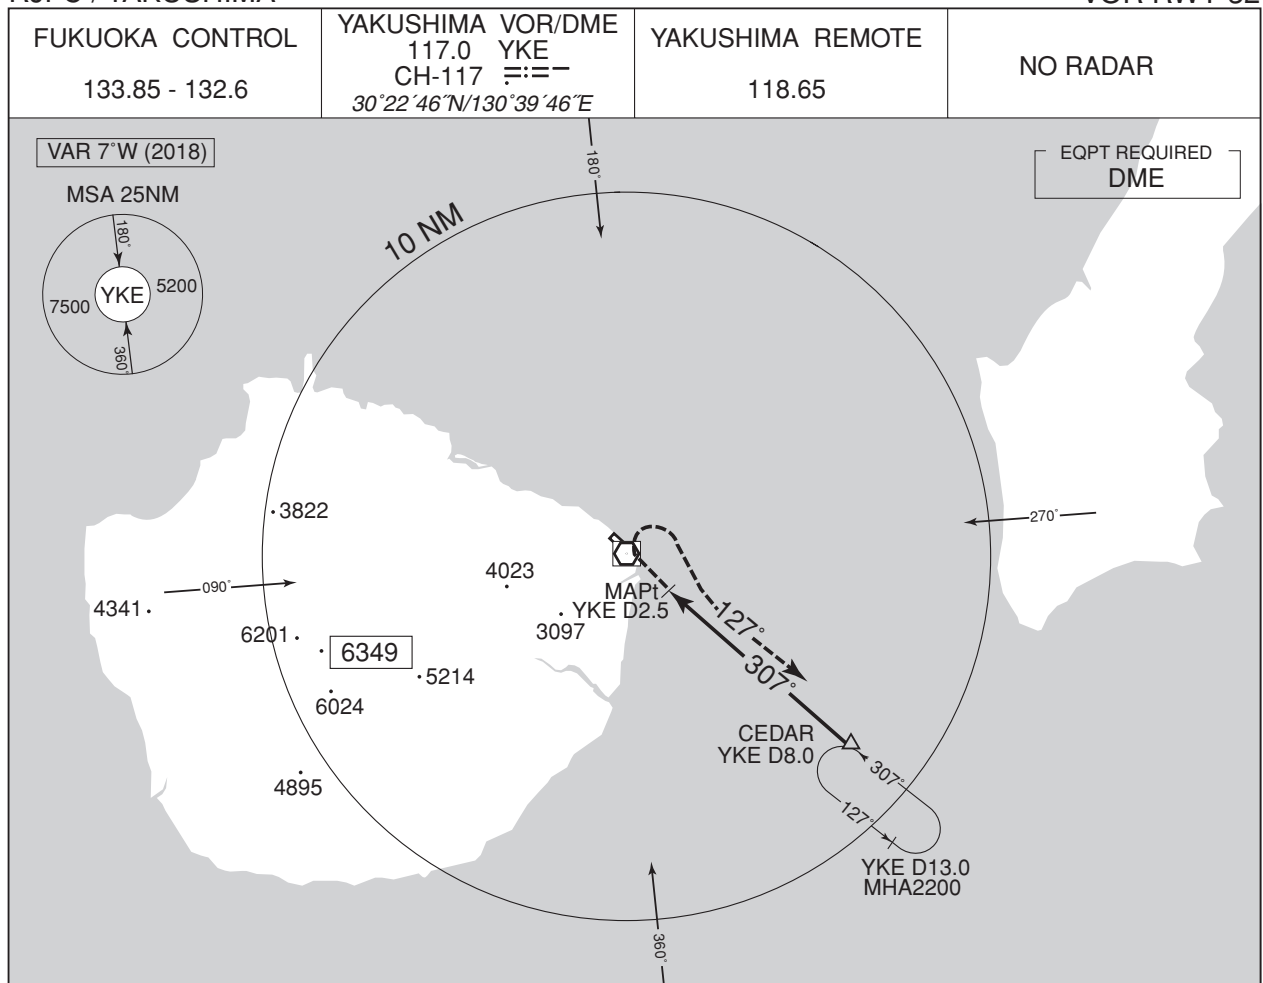 FUKUOKA CONTROL
133.85 - 132.6
YAKUSHIMA VOR/DME
117.0 YKE
CH-117
30°22´46˝N/130°39´46˝E
YAKUSHIMA REMOTE
118.65
NO RADAR
VAR 7°W (2018)
MSA 25NM
180°
7500
YKE
5200
360°
EQPT REQUIRED
DME
180°
10 NM
270°
3822
090°
4023
4341
3097
6201
6349
5214
6024
4895
MAPt
YKE D2.5
127°
307°
CEDAR
YKE D8.0
307°
127°
YKE D13.0
MHA2200
360°